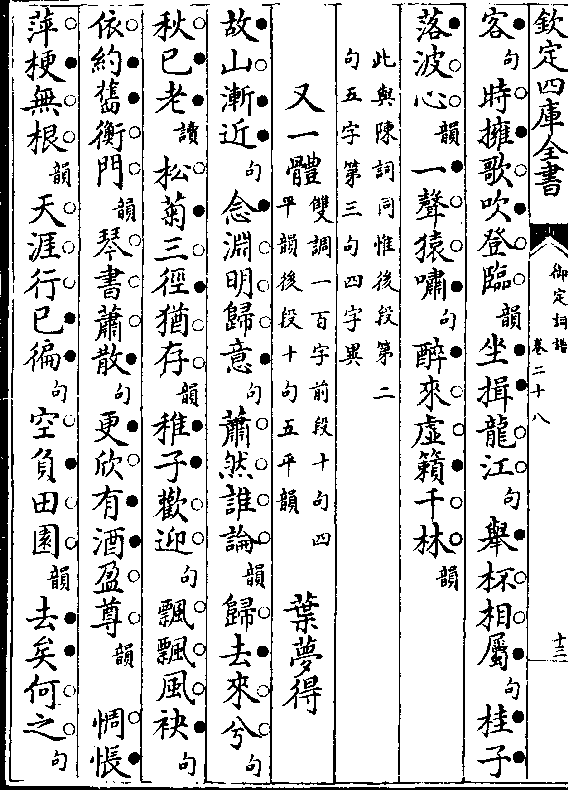 欽定四庫全書
御定詞譜
卷二十八
十三
客句時擁歌吹登臨韻坐揖龍江句舉杯相屬句桂子
落波心韻一聲猿嘯句醉來虛籟千林韻
此與陳詞同惟後段第二
句五字第三句四字異
又一體
雙調一百字前段十句四
平韻後段十句五平韻
葉夢得
故山漸近句念淵明歸意句蕭然誰論韻歸去來兮句
秋已老讀松菊三徑猶存韻稚子歡迎句飄飄風袂句
依約舊衡門韻琴書蕭散句更欣有酒盈尊韻惆悵
萍梗無根韻天涯行已徧句空負田園韻去矣何之句